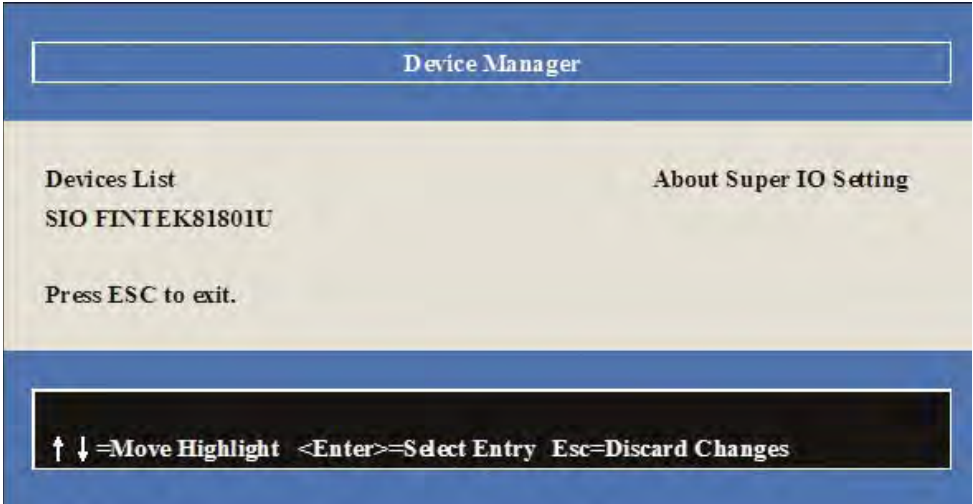 Device Manager
Devices List
About Super IO Setting
SIO FINTEK81801U
Press ESC to exit.
↑ ↓ =Move Highlight <Enter>=Select Entry Esc=Discard Changes